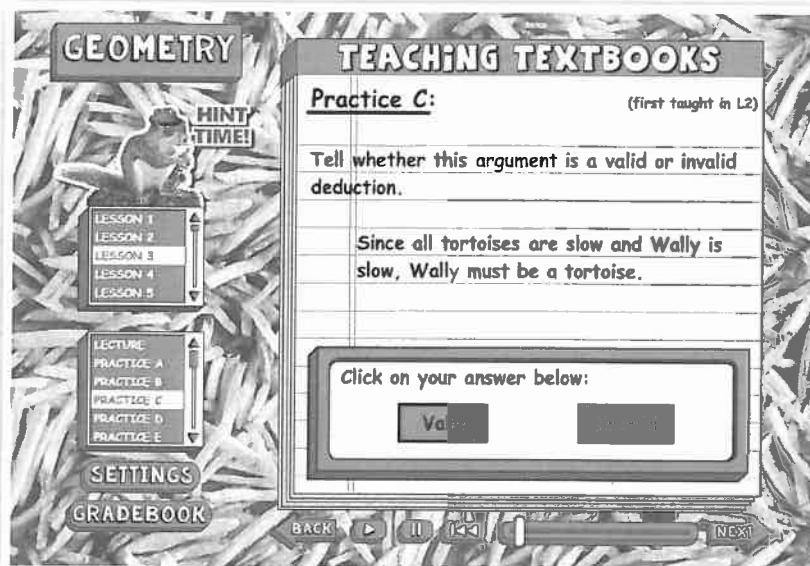 GEOMETRY
HINT
TIME!
LESSON 1
LESSON 2
LESSON 3
LESSON 4
LESSON 5
LECTURE
PRACTICE A
PRACTICE B
PRACTICE C
PRACTICE D
PRACTICE E
SETTINGS
GRADEBOOK
TEACHING TEXTBOOKS
Practice C:
(first taught in L2)
Tell whether this argument is a valid or invalid
deduction.
Since all tortoises are slow and Wally is
slow, Wally must be a tortoise.
Click on your answer below:
BACK
NEXT